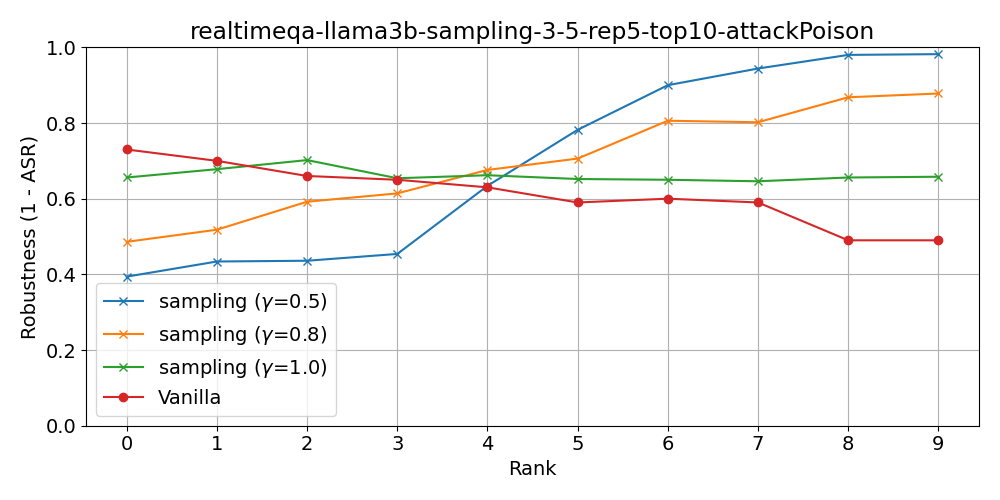 realtimeqa-llama3b-sampling-3-5-rep5-top10-attackPoison
Robustness (1 - ASR)
1.0
0.8
0.6
0.4
0.2
0.0
sampling (γ=0.5)
sampling (γ=0.8)
sampling (γ=1.0)
Vanilla
0 1 2 3 4 5 6 7 8 9
Rank